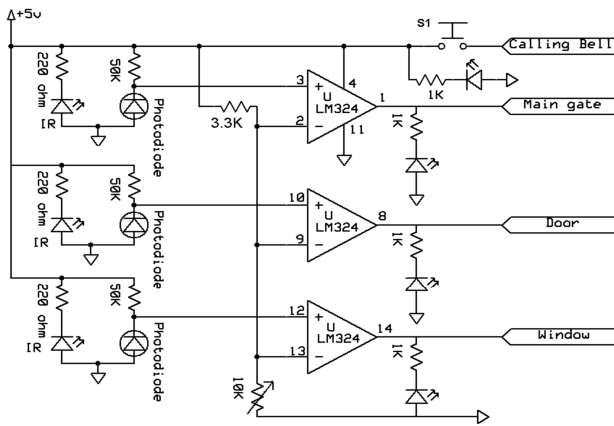 +5v
S1
Calling Bell
220 ohm
50K
IR
Photodiode
3.3K
3
2
+
−
U
LM324
4
11
1
1K
1K
Main gate
220 ohm
50K
IR
Photodiode
10
9
+
−
U
LM324
8
1K
Door
220 ohm
50K
IR
Photodiode
12
13
+
−
U
LM324
14
1K
Window
10K